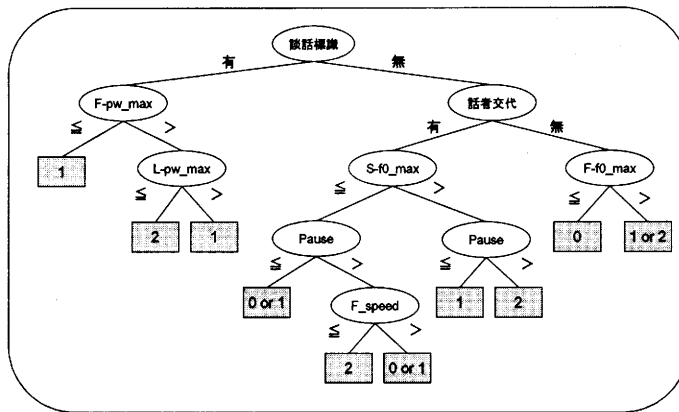 談話標識
有 無
F-pw_max 話者交代
≦ > 有 無
1 L-pw_max S-f0_max F-f0_max
≦ > ≦ > ≦ >
2 1 Pause Pause 0 1 or 2
≦ > ≦ >
0 or 1 F_speed 1 2
≦ >
2 0 or 1